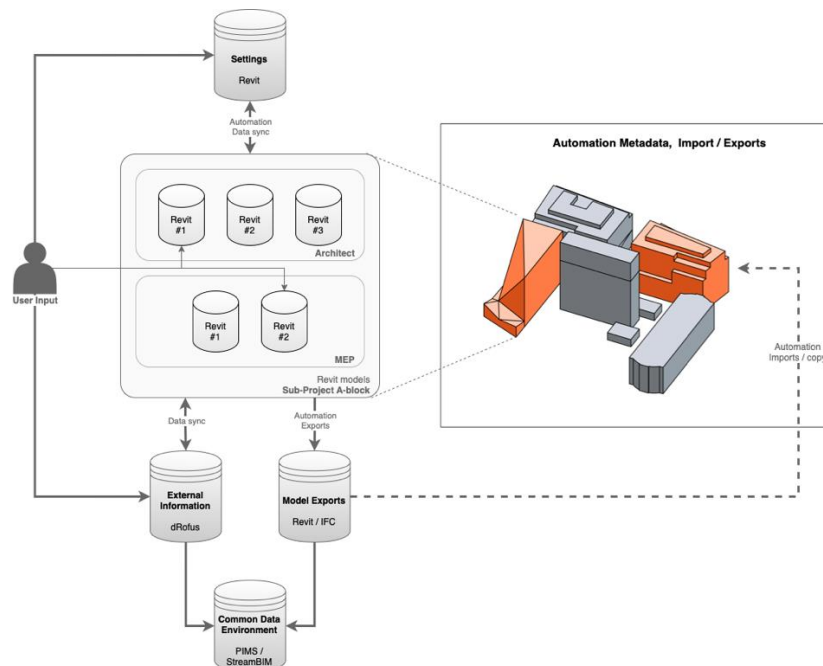 Settings
Revit
Automation
Data sync
Automation Metadata, Import / Exports
Revit
#1
Revit
#2
Revit
#3
Architect
User Input
Revit
#1
Revit
#2
MEP
Revit models
Sub-Project A-block
Automation
Imports / copy
Data sync
Automation
Exports
External
Information
dRofus
Model Exports
Revit / IFC
Common Data
Environment
PIMS /
StreamBIM